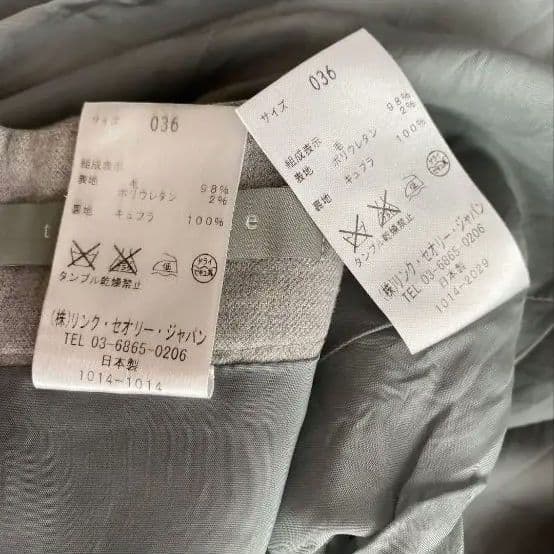 サイズ 036
組成表示
表地 毛 98%
ポリウレタン 2%
裏地 キュプラ 100%
タンブル乾燥禁止
(株)リンク・セオリー・ジャパン
TEL 03-6865-0206
日本製
1014-1014
t e
サイズ 036
組成表示
表地 毛 98%
ポリウレタン 2%
裏地 キュプラ 100%
タンブル乾燥禁止
(株)リンク・セオリー・ジャパン
TEL 03-6865-0206
日本製
1014-2029